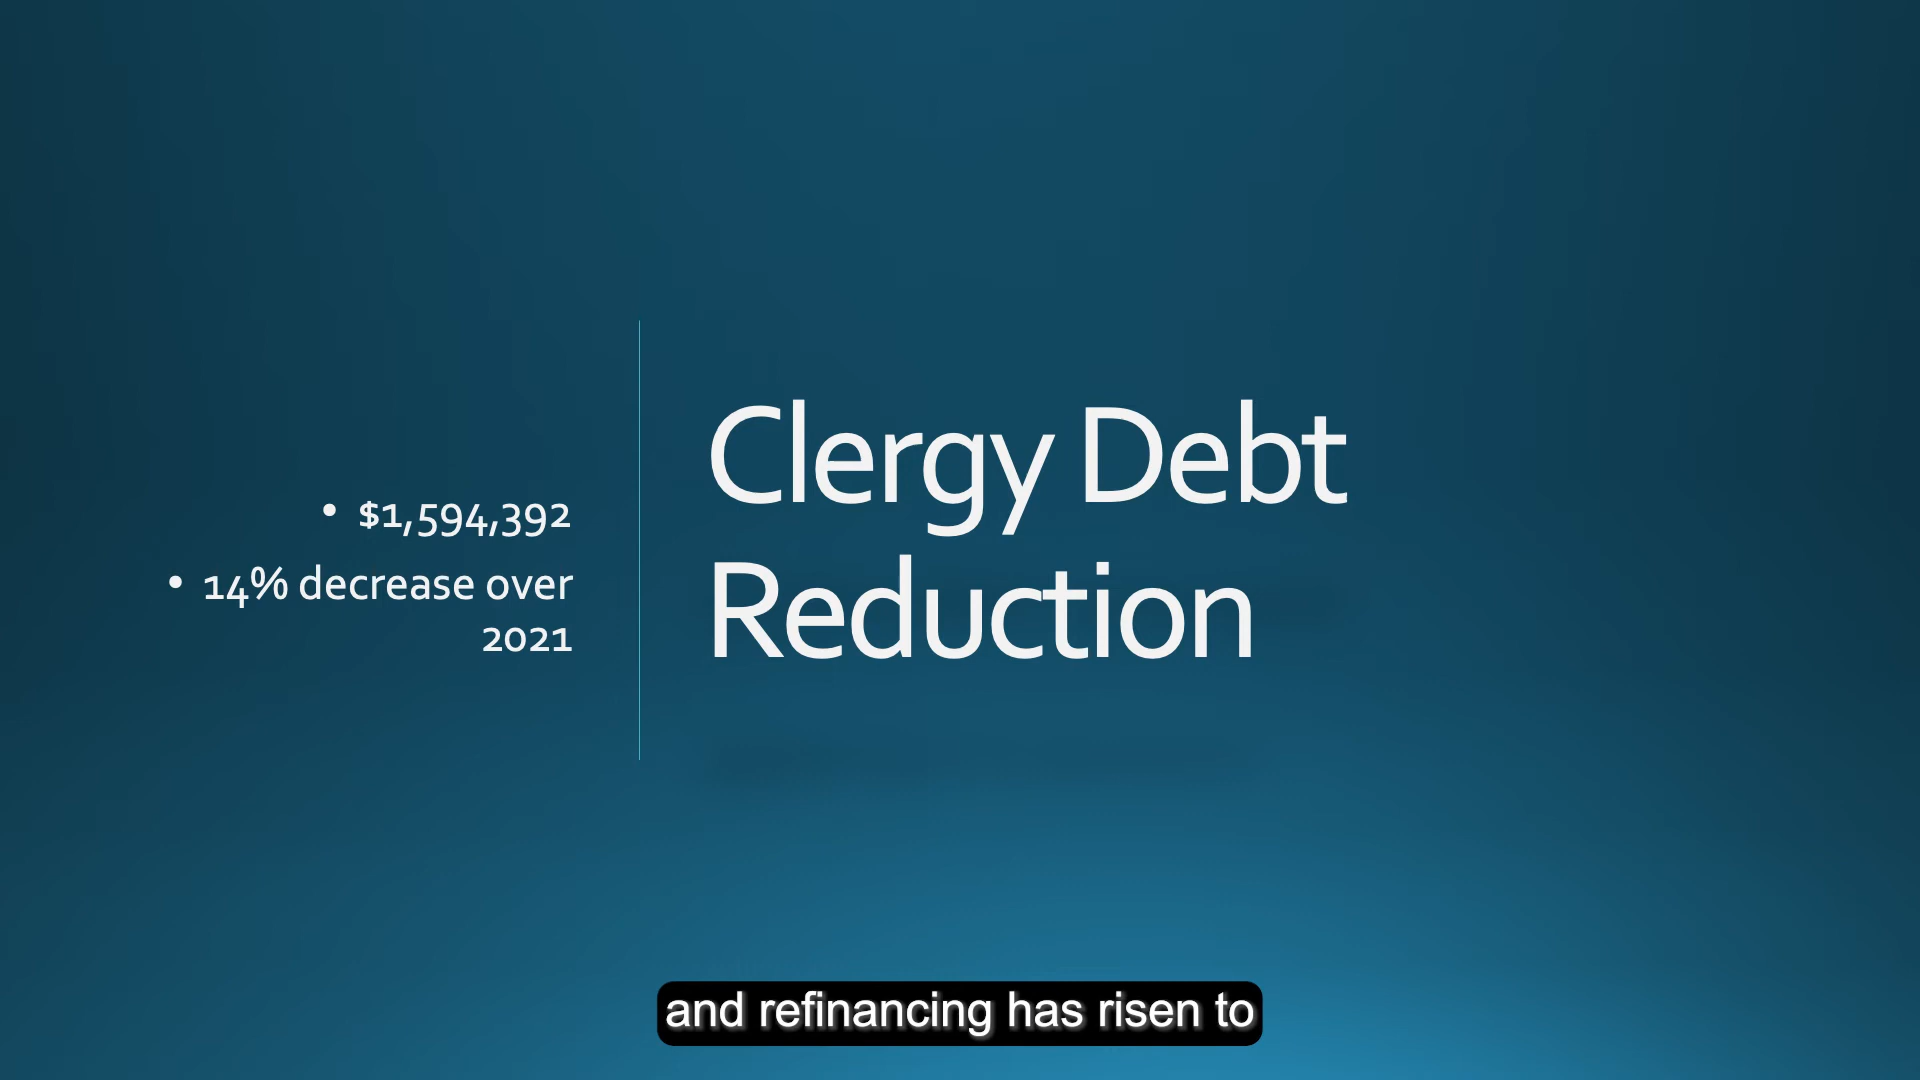 • $1,594,392
• 14% decrease over
2021
Clergy Debt
Reduction
and refinancing has risen to